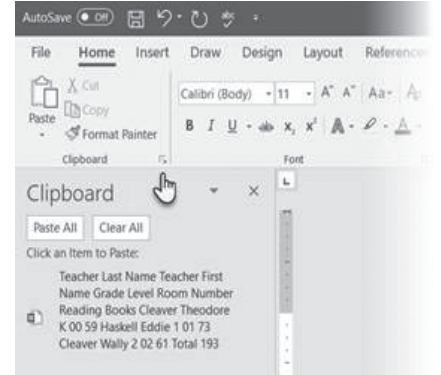 AutoSave Off
File Home Insert Draw Design Layout
Cut
Copy
Paste
Format Painter
Calibri (Body) 11 A A Aa
B I U ab x x² A A
Clipboard
Font
Clipboard
Paste All Clear All
Click an Item to Paste:
Teacher Last Name Teacher First
Name Grade Level Room Number
Reading Books Cleaver Theodore
K 00 59 Haskell Eddie 1 01 73
Cleaver Wally 2 02 61 Total 193